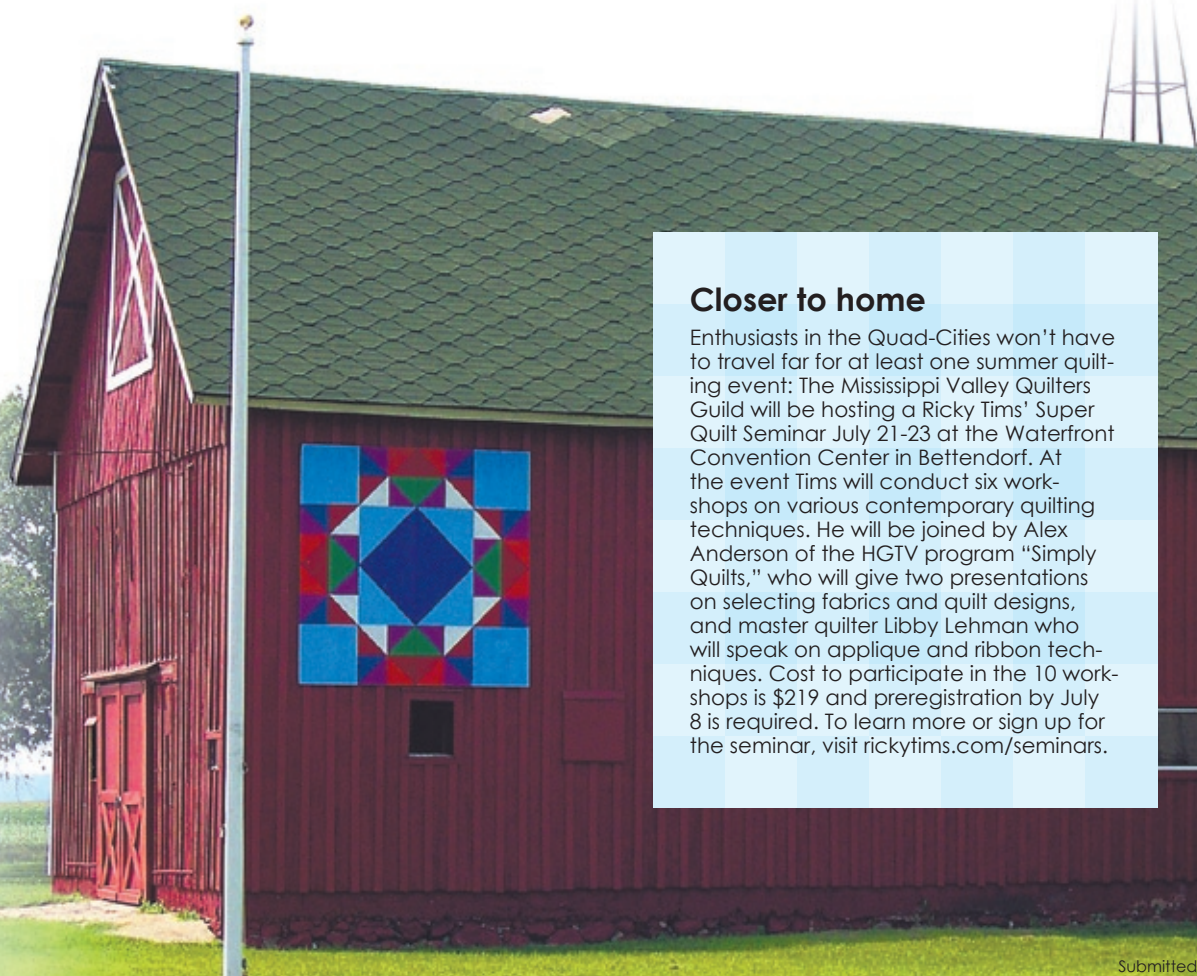 Closer to home
Enthusiasts in the Quad-Cities won’t have
to travel far for at least one summer quilt-
ing event: The Mississippi Valley Quilters
Guild will be hosting a Ricky Tims’ Super
Quilt Seminar July 21-23 at the Waterfront
Convention Center in Bettendorf. At
the event Tims will conduct six work-
shops on various contemporary quilting
techniques. He will be joined by Alex
Anderson of the HGTV program “Simply
Quilts,” who will give two presentations
on selecting fabrics and quilt designs,
and master quilter Libby Lehman who
will speak on applique and ribbon tech-
niques. Cost to participate in the 10 work-
shops is $219 and preregistration by July
8 is required. To learn more or sign up for
the seminar, visit rickytims.com/seminars.
Submitted